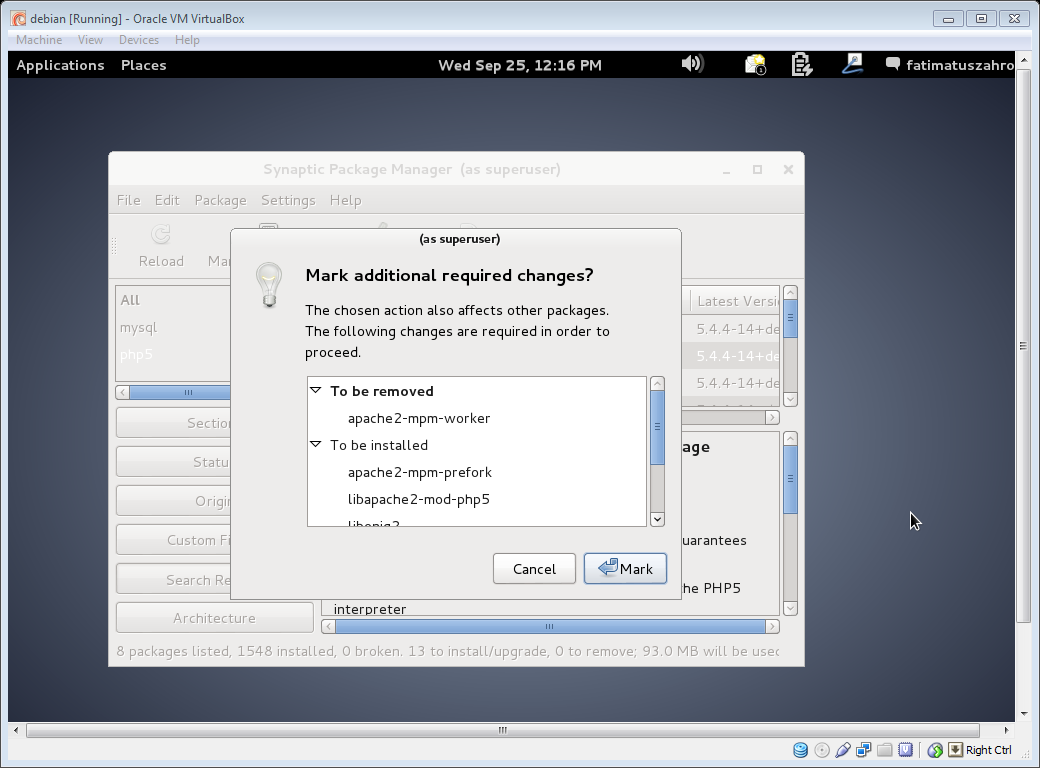 debian [Running] - Oracle VM VirtualBox
Machine View Devices Help
Applications Places Wed Sep 25, 12:16 PM fatimatuszahro
Synaptic Package Manager (as superuser)
File Edit Package Settings Help
Reload
(as superuser)
Mark additional required changes?
The chosen action also affects other packages.
The following changes are required in order to
proceed.
To be removed
apache2-mpm-worker
To be installed
apache2-mpm-prefork
libapache2-mod-php5
Cancel Mark
All
mysql
php5
Latest Versi
5.4.4-14+de
5.4.4-14+de
5.4.4-14+de
Sectio
Statu
Origi
Custom Fi
Search Re
Architecture
age
uarantees
he PHP5
interpreter
8 packages listed, 1548 installed, 0 broken. 13 to install/upgrade, 0 to remove; 93.0 MB will be used
Right Ctrl